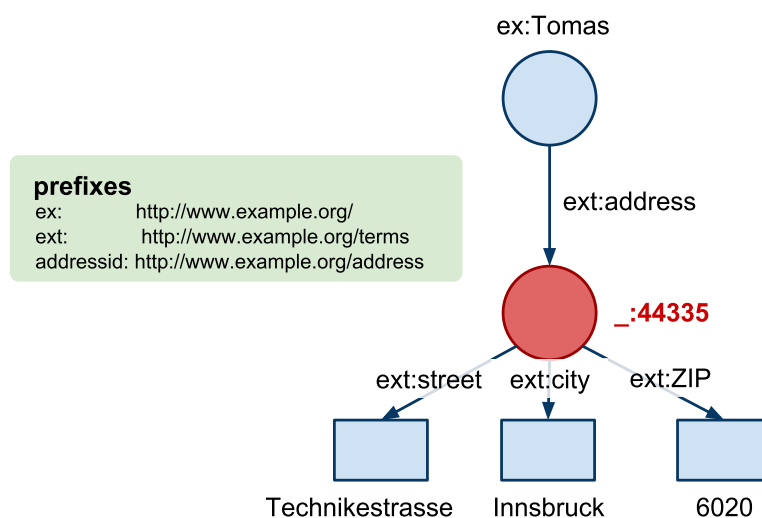 ex:Tomas
prefixes
ex: http://www.example.org/
ext: http://www.example.org/terms
addressid: http://www.example.org/address
ext:address
_:44335
ext:street ext:city ext:ZIP
Technikestrasse Innsbruck 6020